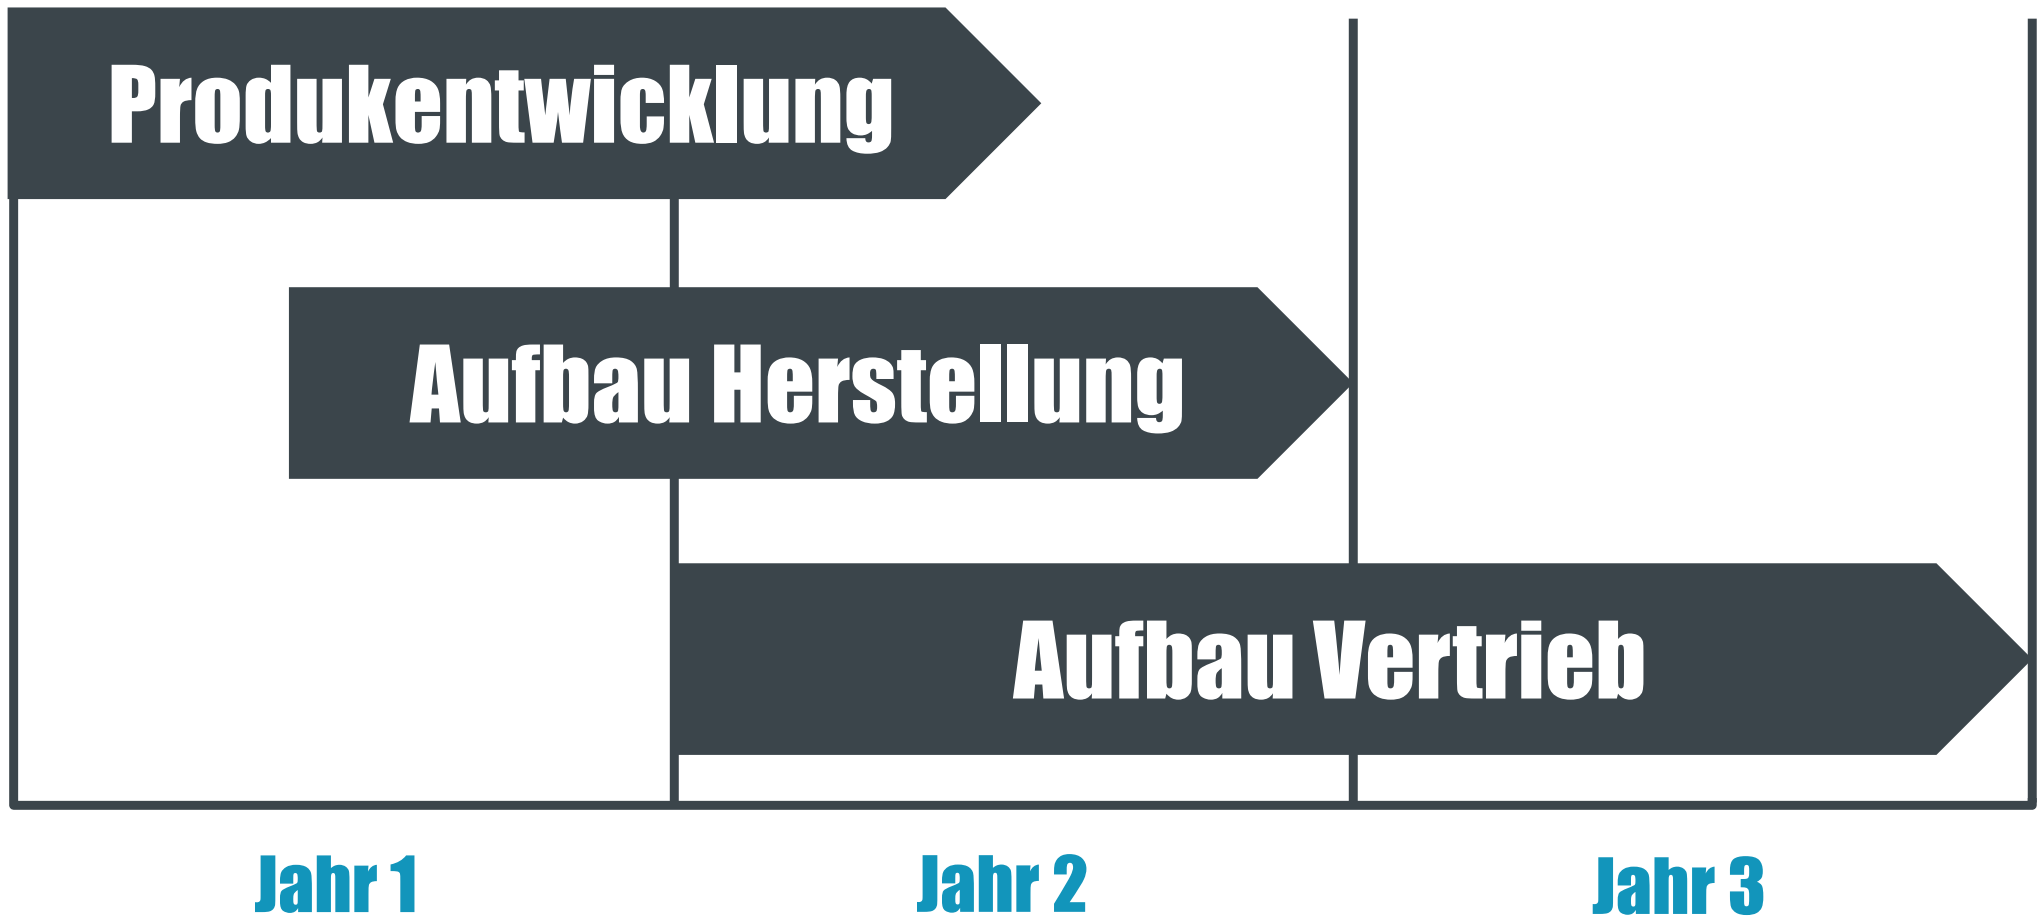 Produkentwicklung
Aufbau Herstellung
Aufbau Vertrieb
Jahr 1
Jahr 2
Jahr 3